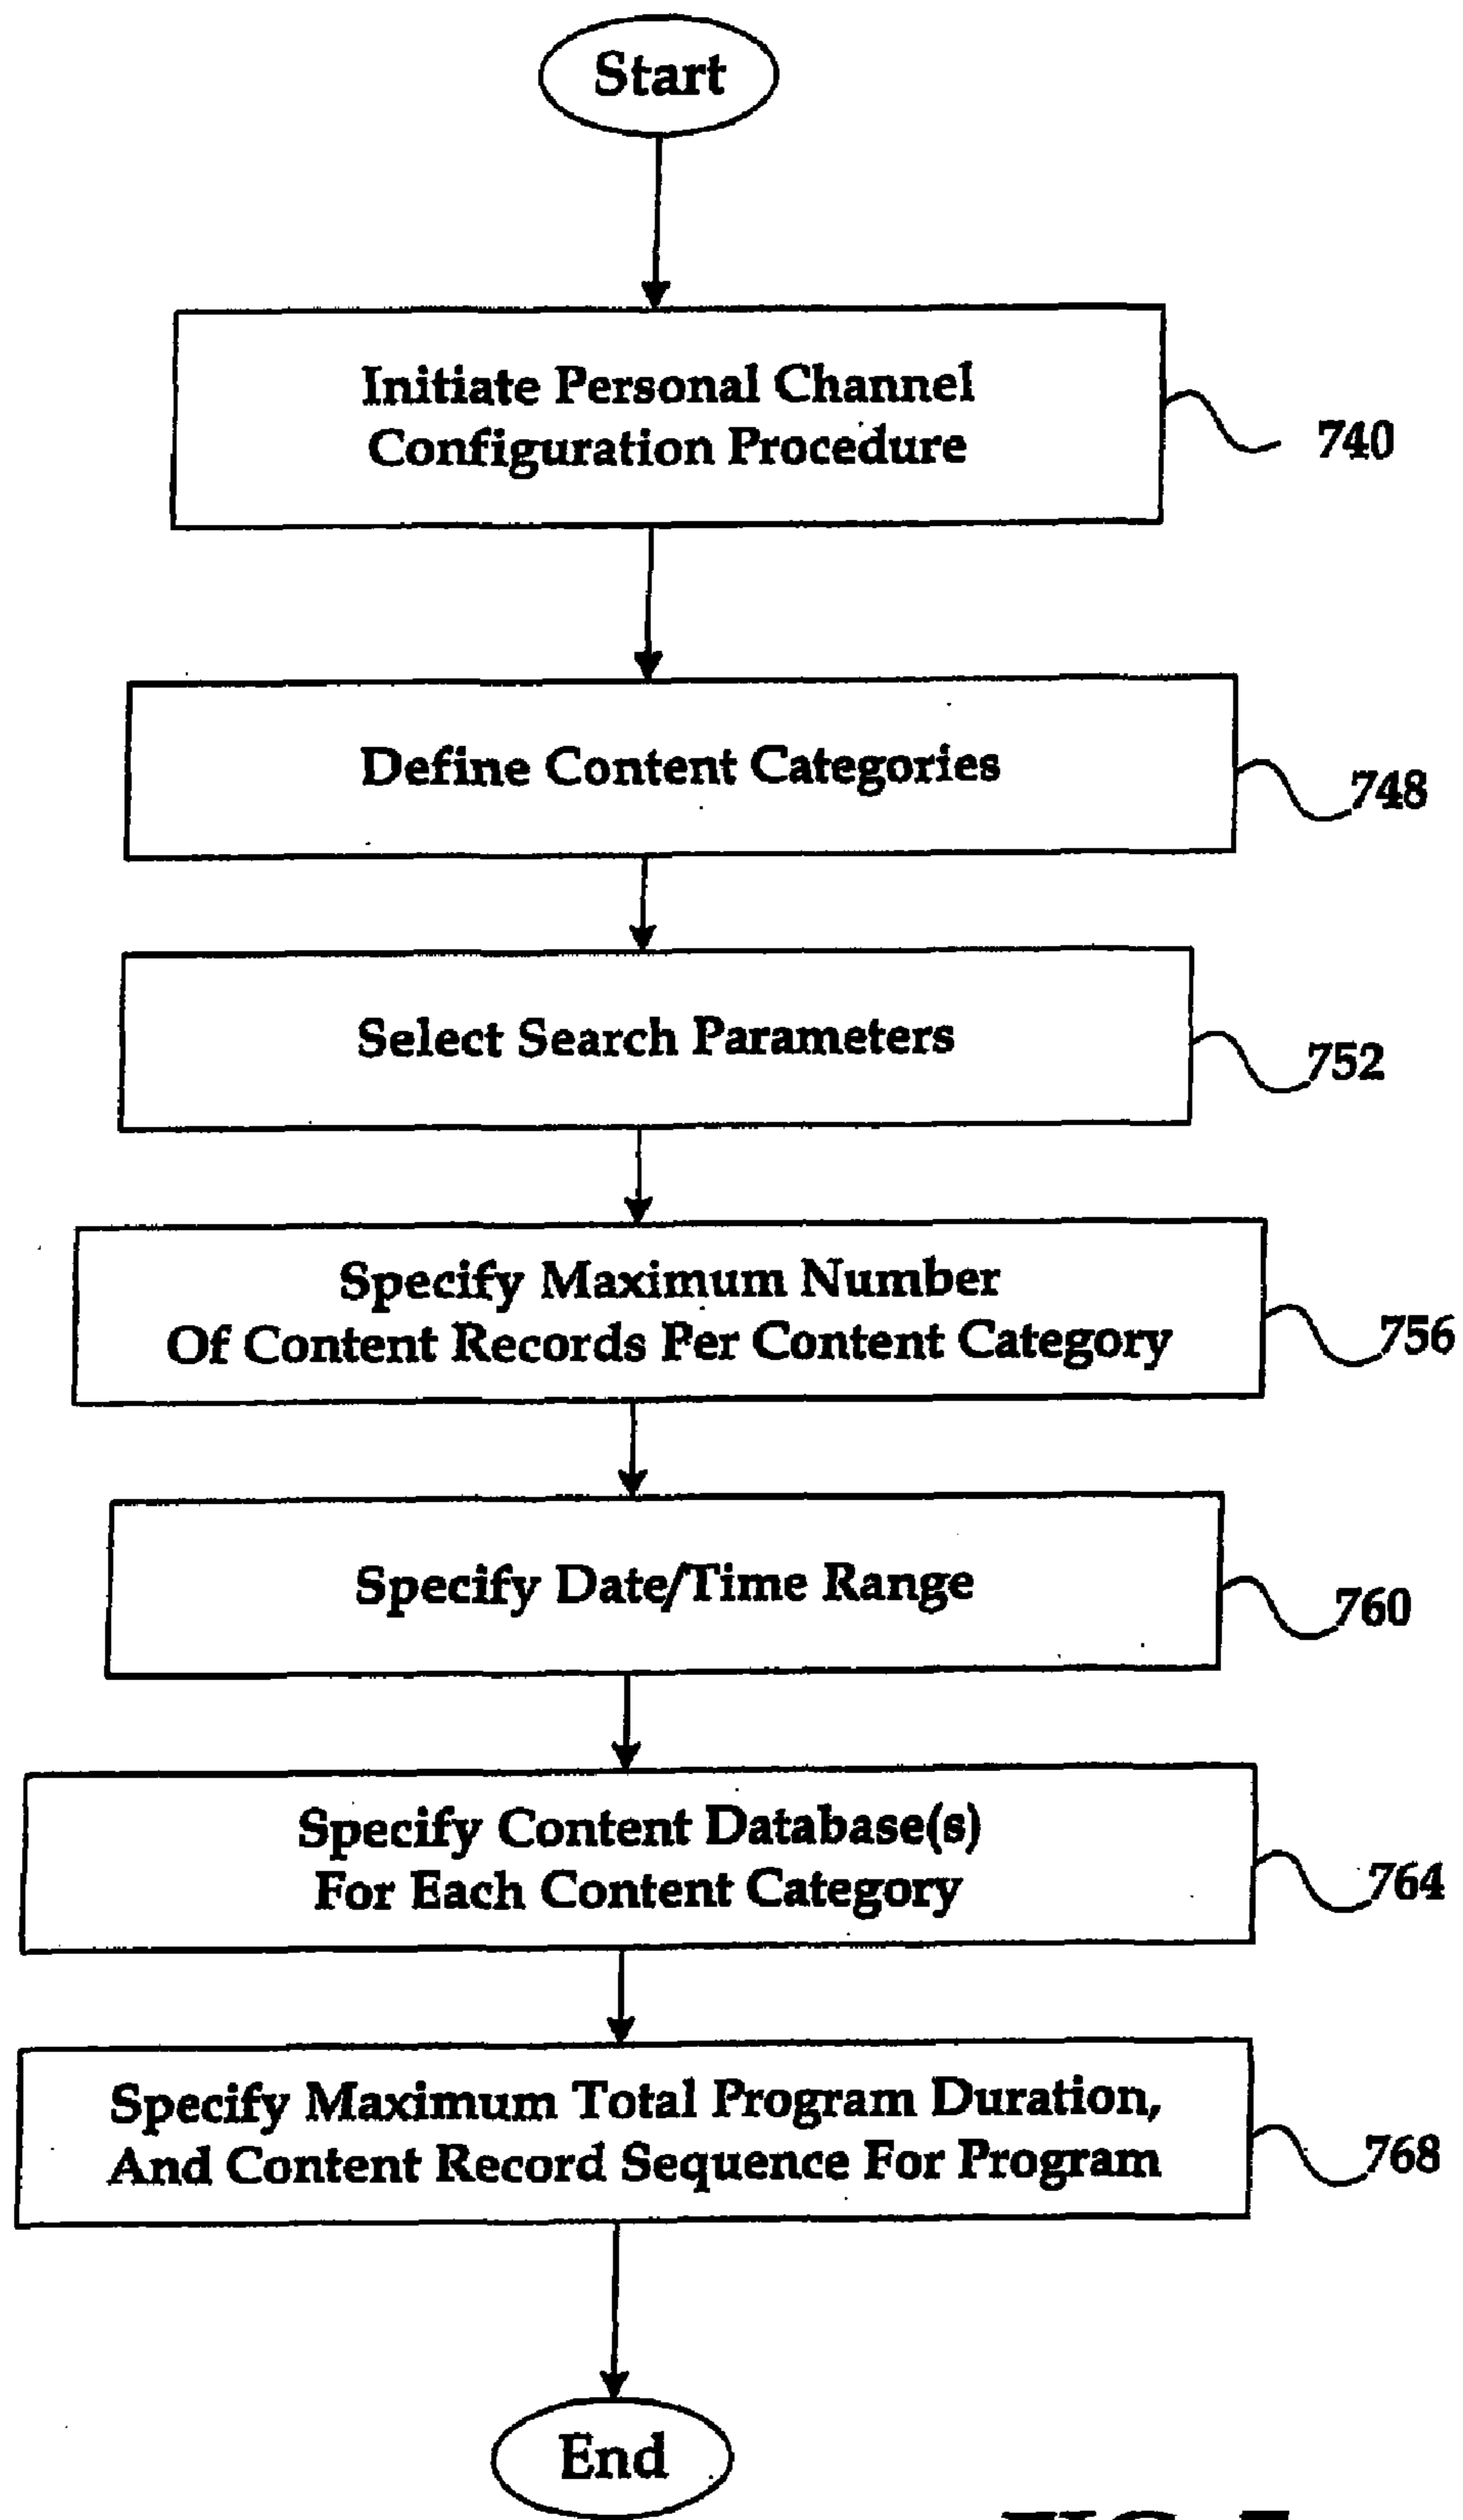 Start
Initiate Personal Channel
Configuration Procedure
740
Define Content Categories
748
Select Search Parameters
752
Specify Maximum Number
Of Content Records Per Content Category
756
Specify Date/Time Range
760
Specify Content Database(s)
For Each Content Category
764
Specify Maximum Total Program Duration,
And Content Record Sequence For Program
768
End